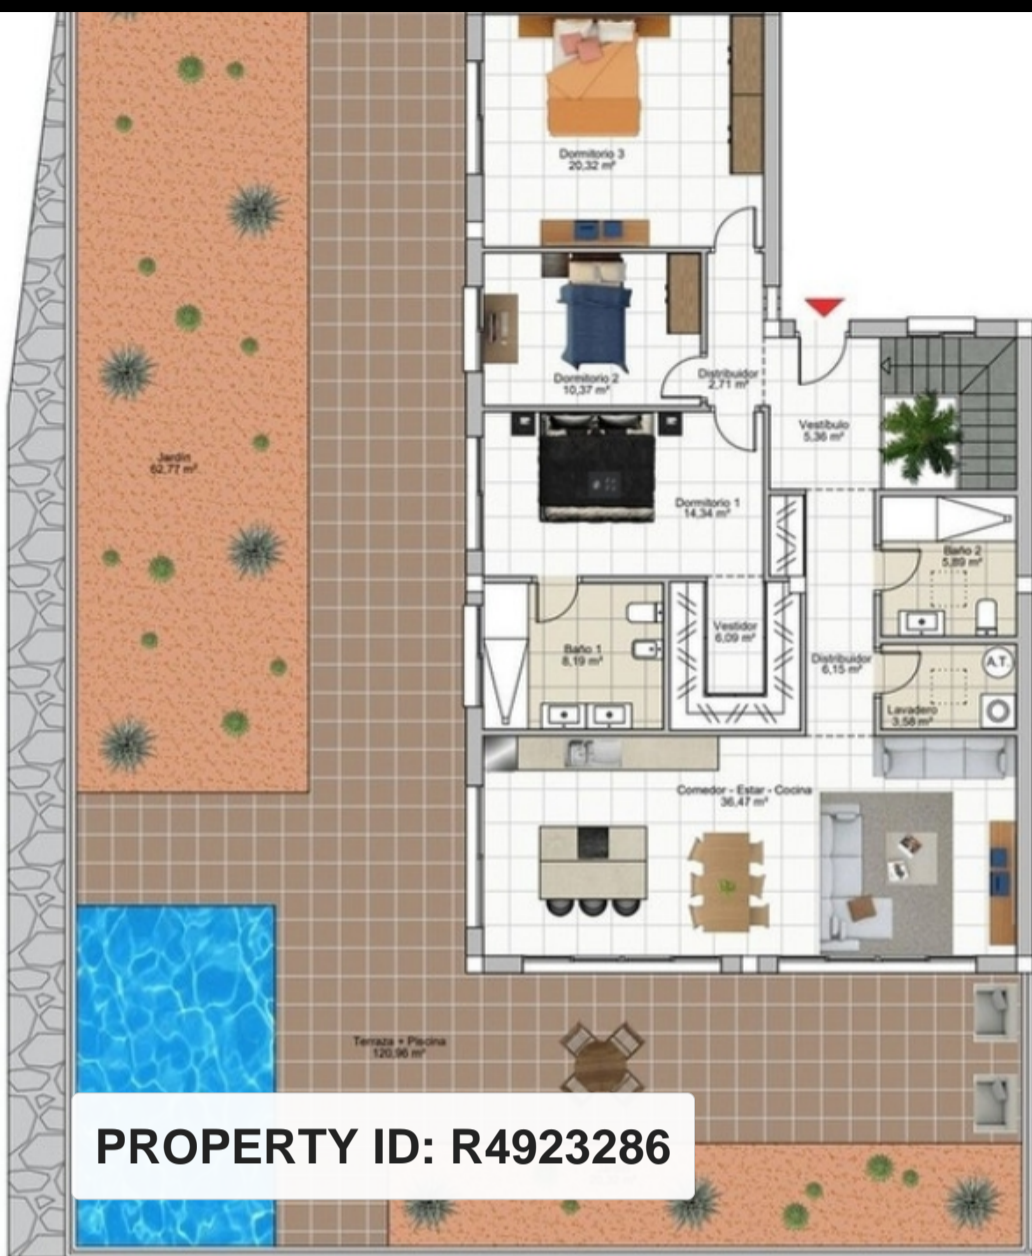 Dormitorio 3
20,32 m²
Dormitorio 2
10,37 m²
Distribuidor
2,71 m²
Vestíbulo
5,36 m²
Jardín
62,77 m²
Dormitorio 1
14,34 m²
Baño 2
5,89 m²
Vestidor
6,09 m²
Baño 1
8,19 m²
Distribuidor
6,15 m²
A.T.
Lavadero
3,58 m²
Comedor - Estar - Cocina
36,47 m²
Terraza + Piscina
120,96 m²
PROPERTY ID: R4923286